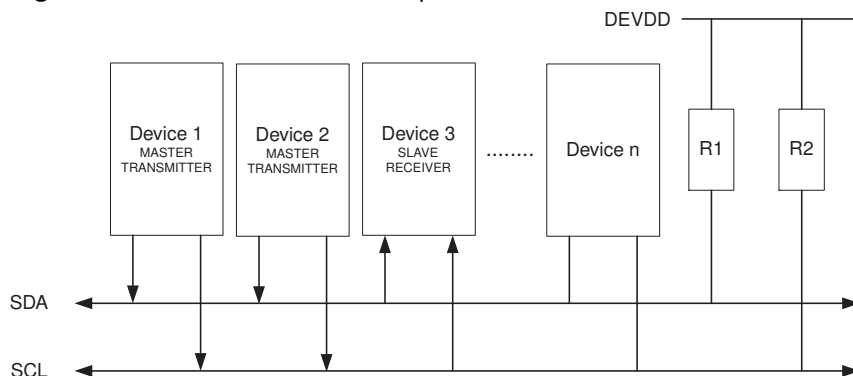 DEVDD
Device 1
MASTER
TRANSMITTER
Device 2
MASTER
TRANSMITTER
Device 3
SLAVE
RECEIVER
........
Device n
R1
R2
SDA
SCL